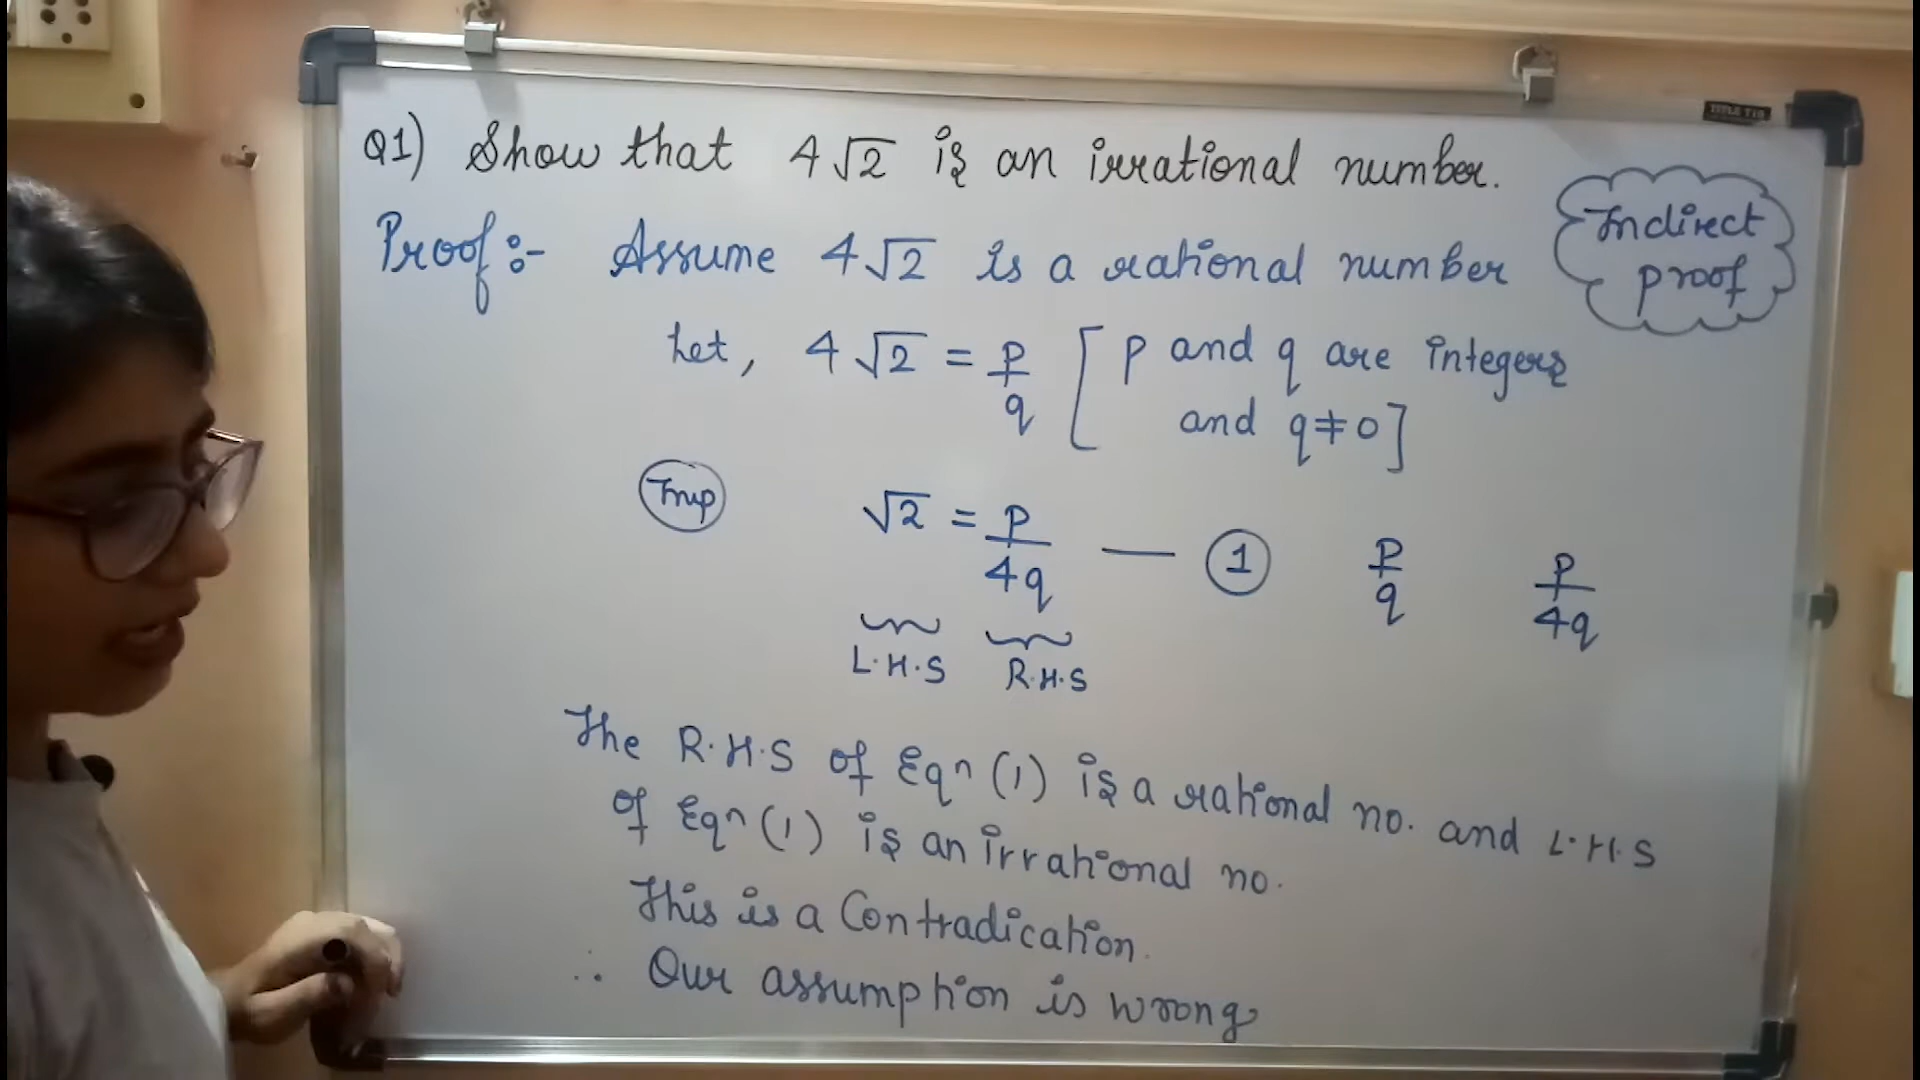 Q1) Show that 4√2 is an irrational number.
Indirect
proof
Proof :- Assume 4√2 is a rational number
Let, 4√2 = p/q [p and q are integers
and q≠0]
Imp
√2 = p/4q — 1 p/q p/4q
L.H.S R.H.S
The R.H.S of Eqn (1) is a rational no. and L.H.S
of Eqn (1) is an irrational no.
This is a Contradication.
∴ Our assumption is wrong